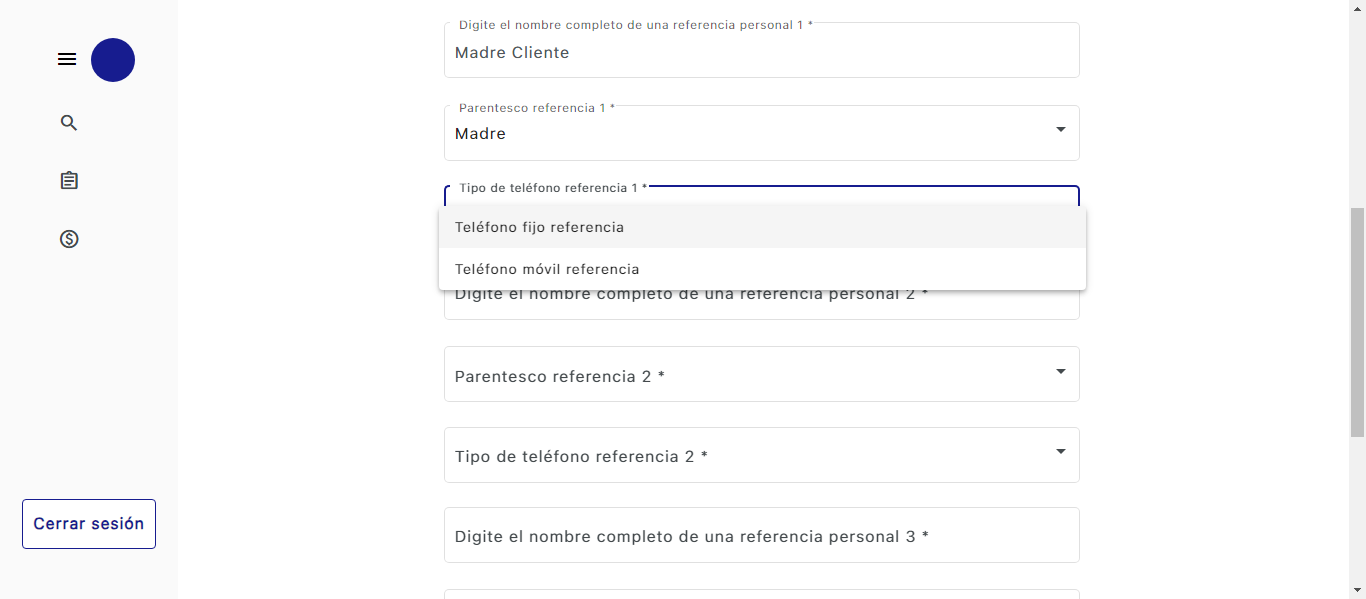 Digite el nombre completo de una referencia personal 1 *
Madre Cliente
Parentesco referencia 1 *
Madre
Tipo de teléfono referencia 1 *
Teléfono fijo referencia
Teléfono móvil referencia
Digite el nombre completo de una referencia personal 2 *
Parentesco referencia 2 *
Tipo de teléfono referencia 2 *
Cerrar sesión
Digite el nombre completo de una referencia personal 3 *